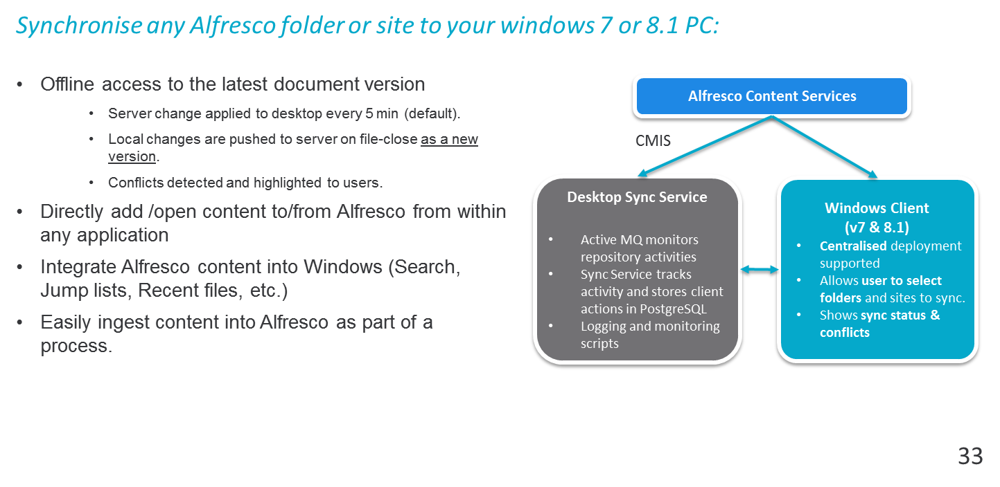 Synchronise any Alfresco folder or site to your windows 7 or 8.1 PC:
• Offline access to the latest document version
• Server change applied to desktop every 5 min (default).
• Local changes are pushed to server on file-close as a new
version.
• Conflicts detected and highlighted to users.
• Directly add /open content to/from Alfresco from within
any application
• Integrate Alfresco content into Windows (Search,
Jump lists, Recent files, etc.)
• Easily ingest content into Alfresco as part of a
process.
Alfresco Content Services
CMIS
Desktop Sync Service
• Active MQ monitors
repository activities
• Sync Service tracks
activity and stores client
actions in PostgreSQL
• Logging and monitoring
scripts
Windows Client
(v7 & 8.1)
• Centralised deployment
supported
• Allows user to select
folders and sites to sync.
• Shows sync status &
conflicts
33